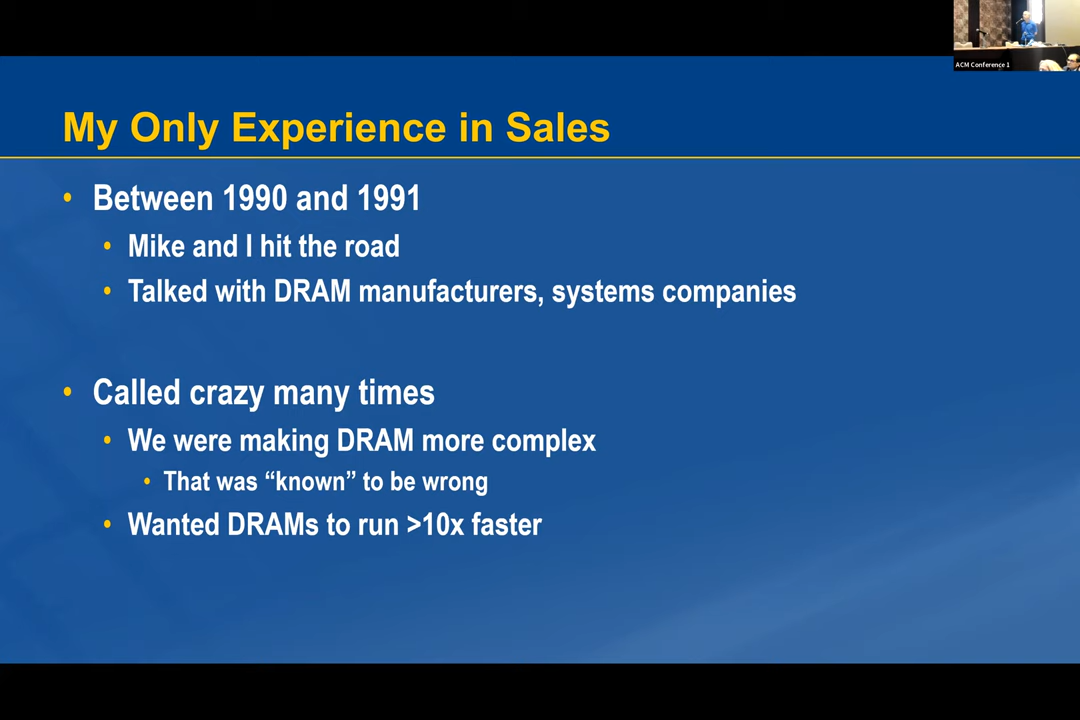 ACM Conference 1
My Only Experience in Sales
• Between 1990 and 1991
• Mike and I hit the road
• Talked with DRAM manufacturers, systems companies
• Called crazy many times
• We were making DRAM more complex
• That was “known” to be wrong
• Wanted DRAMs to run >10x faster